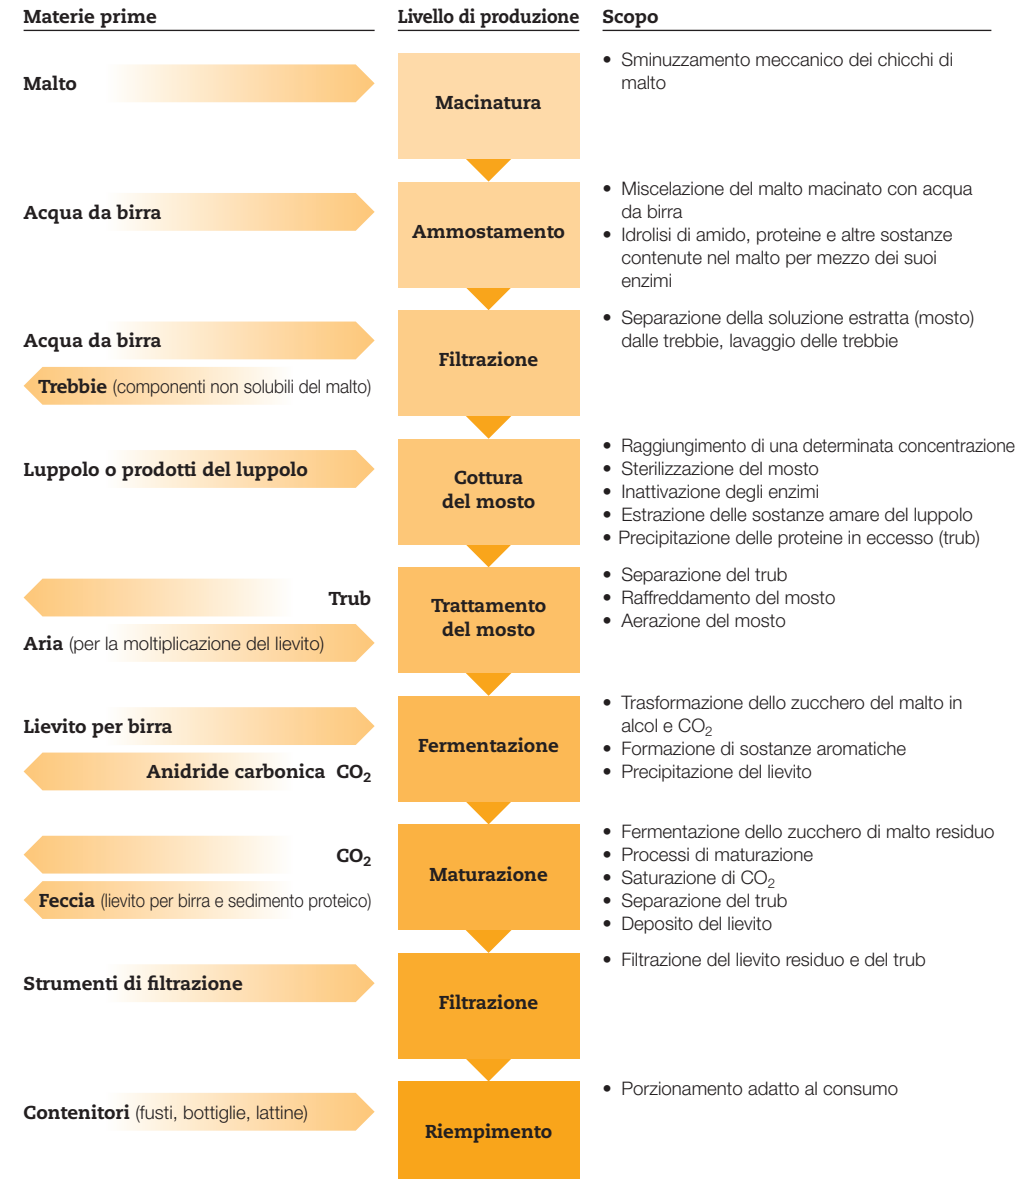 Materie prime
Livello di produzione
Scopo
Malto
Macinatura
• Sminuzzamento meccanico dei chicchi di
malto
Acqua da birra
Ammostamento
• Miscelazione del malto macinato con acqua
da birra
• Idrolisi di amido, proteine e altre sostanze
contenute nel malto per mezzo dei suoi
enzimi
Acqua da birra
Trebbie (componenti non solubili del malto)
Filtrazione
• Separazione della soluzione estratta (mosto)
dalle trebbie, lavaggio delle trebbie
Luppolo o prodotti del luppolo
Cottura
del mosto
• Raggiungimento di una determinata concentrazione
• Sterilizzazione del mosto
• Inattivazione degli enzimi
• Estrazione delle sostanze amare del luppolo
• Precipitazione delle proteine in eccesso (trub)
Trub
Aria (per la moltiplicazione del lievito)
Trattamento
del mosto
• Separazione del trub
• Raffreddamento del mosto
• Aerazione del mosto
Lievito per birra
Anidride carbonica CO₂
Fermentazione
• Trasformazione dello zucchero del malto in
alcol e CO₂
• Formazione di sostanze aromatiche
• Precipitazione del lievito
CO₂
Feccia (lievito per birra e sedimento proteico)
Maturazione
• Fermentazione dello zucchero di malto residuo
• Processi di maturazione
• Saturazione di CO₂
• Separazione del trub
• Deposito del lievito
Strumenti di filtrazione
Filtrazione
• Filtrazione del lievito residuo e del trub
Contenitori (fusti, bottiglie, lattine)
Riempimento
• Porzionamento adatto al consumo